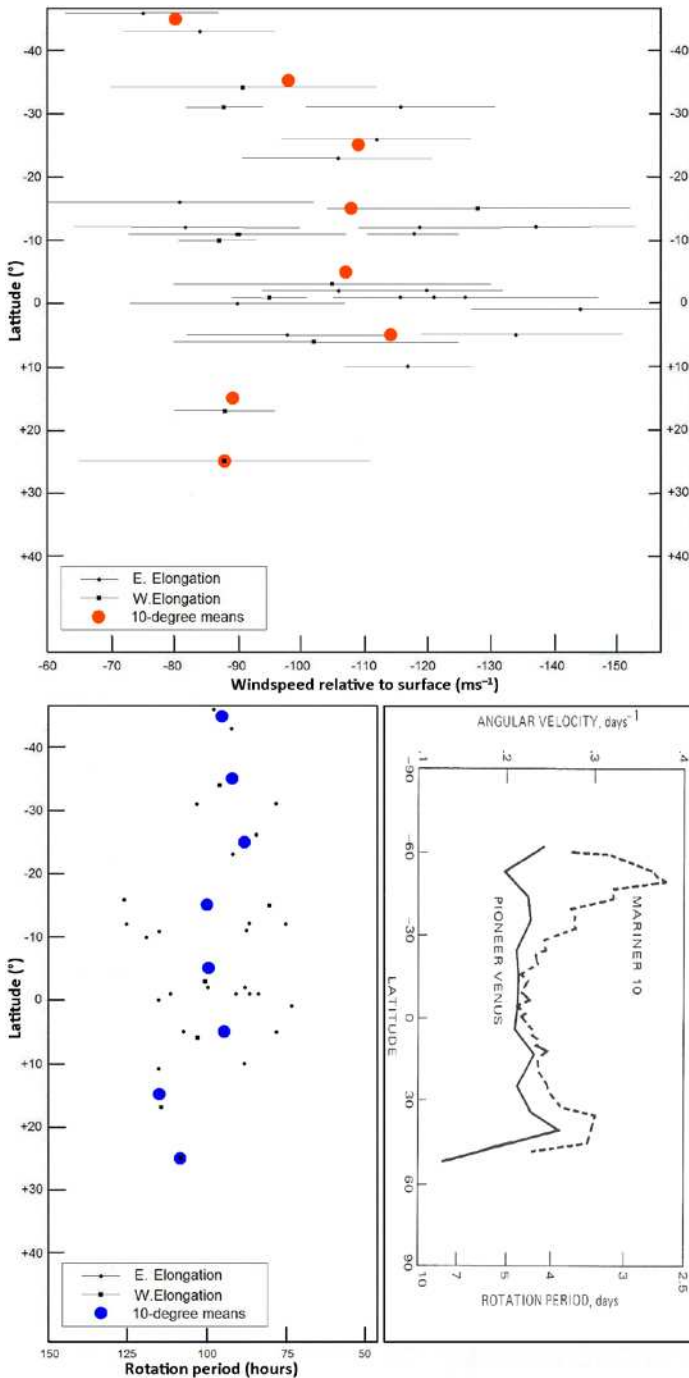 -40
-30
-20
-10
0
+10
+20
+30
+40
Latitude (°)
-40
-30
-20
-10
0
+10
+20
+30
+40
E. Elongation
W.Elongation
10-degree means
-60 -70 -80 -90 -100 -110 -120 -130 -140 -150
Windspeed relative to surface (ms⁻¹)
-40
-30
-20
-10
0
+10
+20
+30
+40
Latitude (°)
E. Elongation
W.Elongation
10-degree means
150 125 100 75 50
Rotation period (hours)
ANGULAR VELOCITY, days⁻¹
.1 .2 .3 .4
-90
-60
-30
0
30
60
90
LATITUDE
PIONEER VENUS
MARINER 10
10 7 5 4 3 2.5
ROTATION PERIOD, days